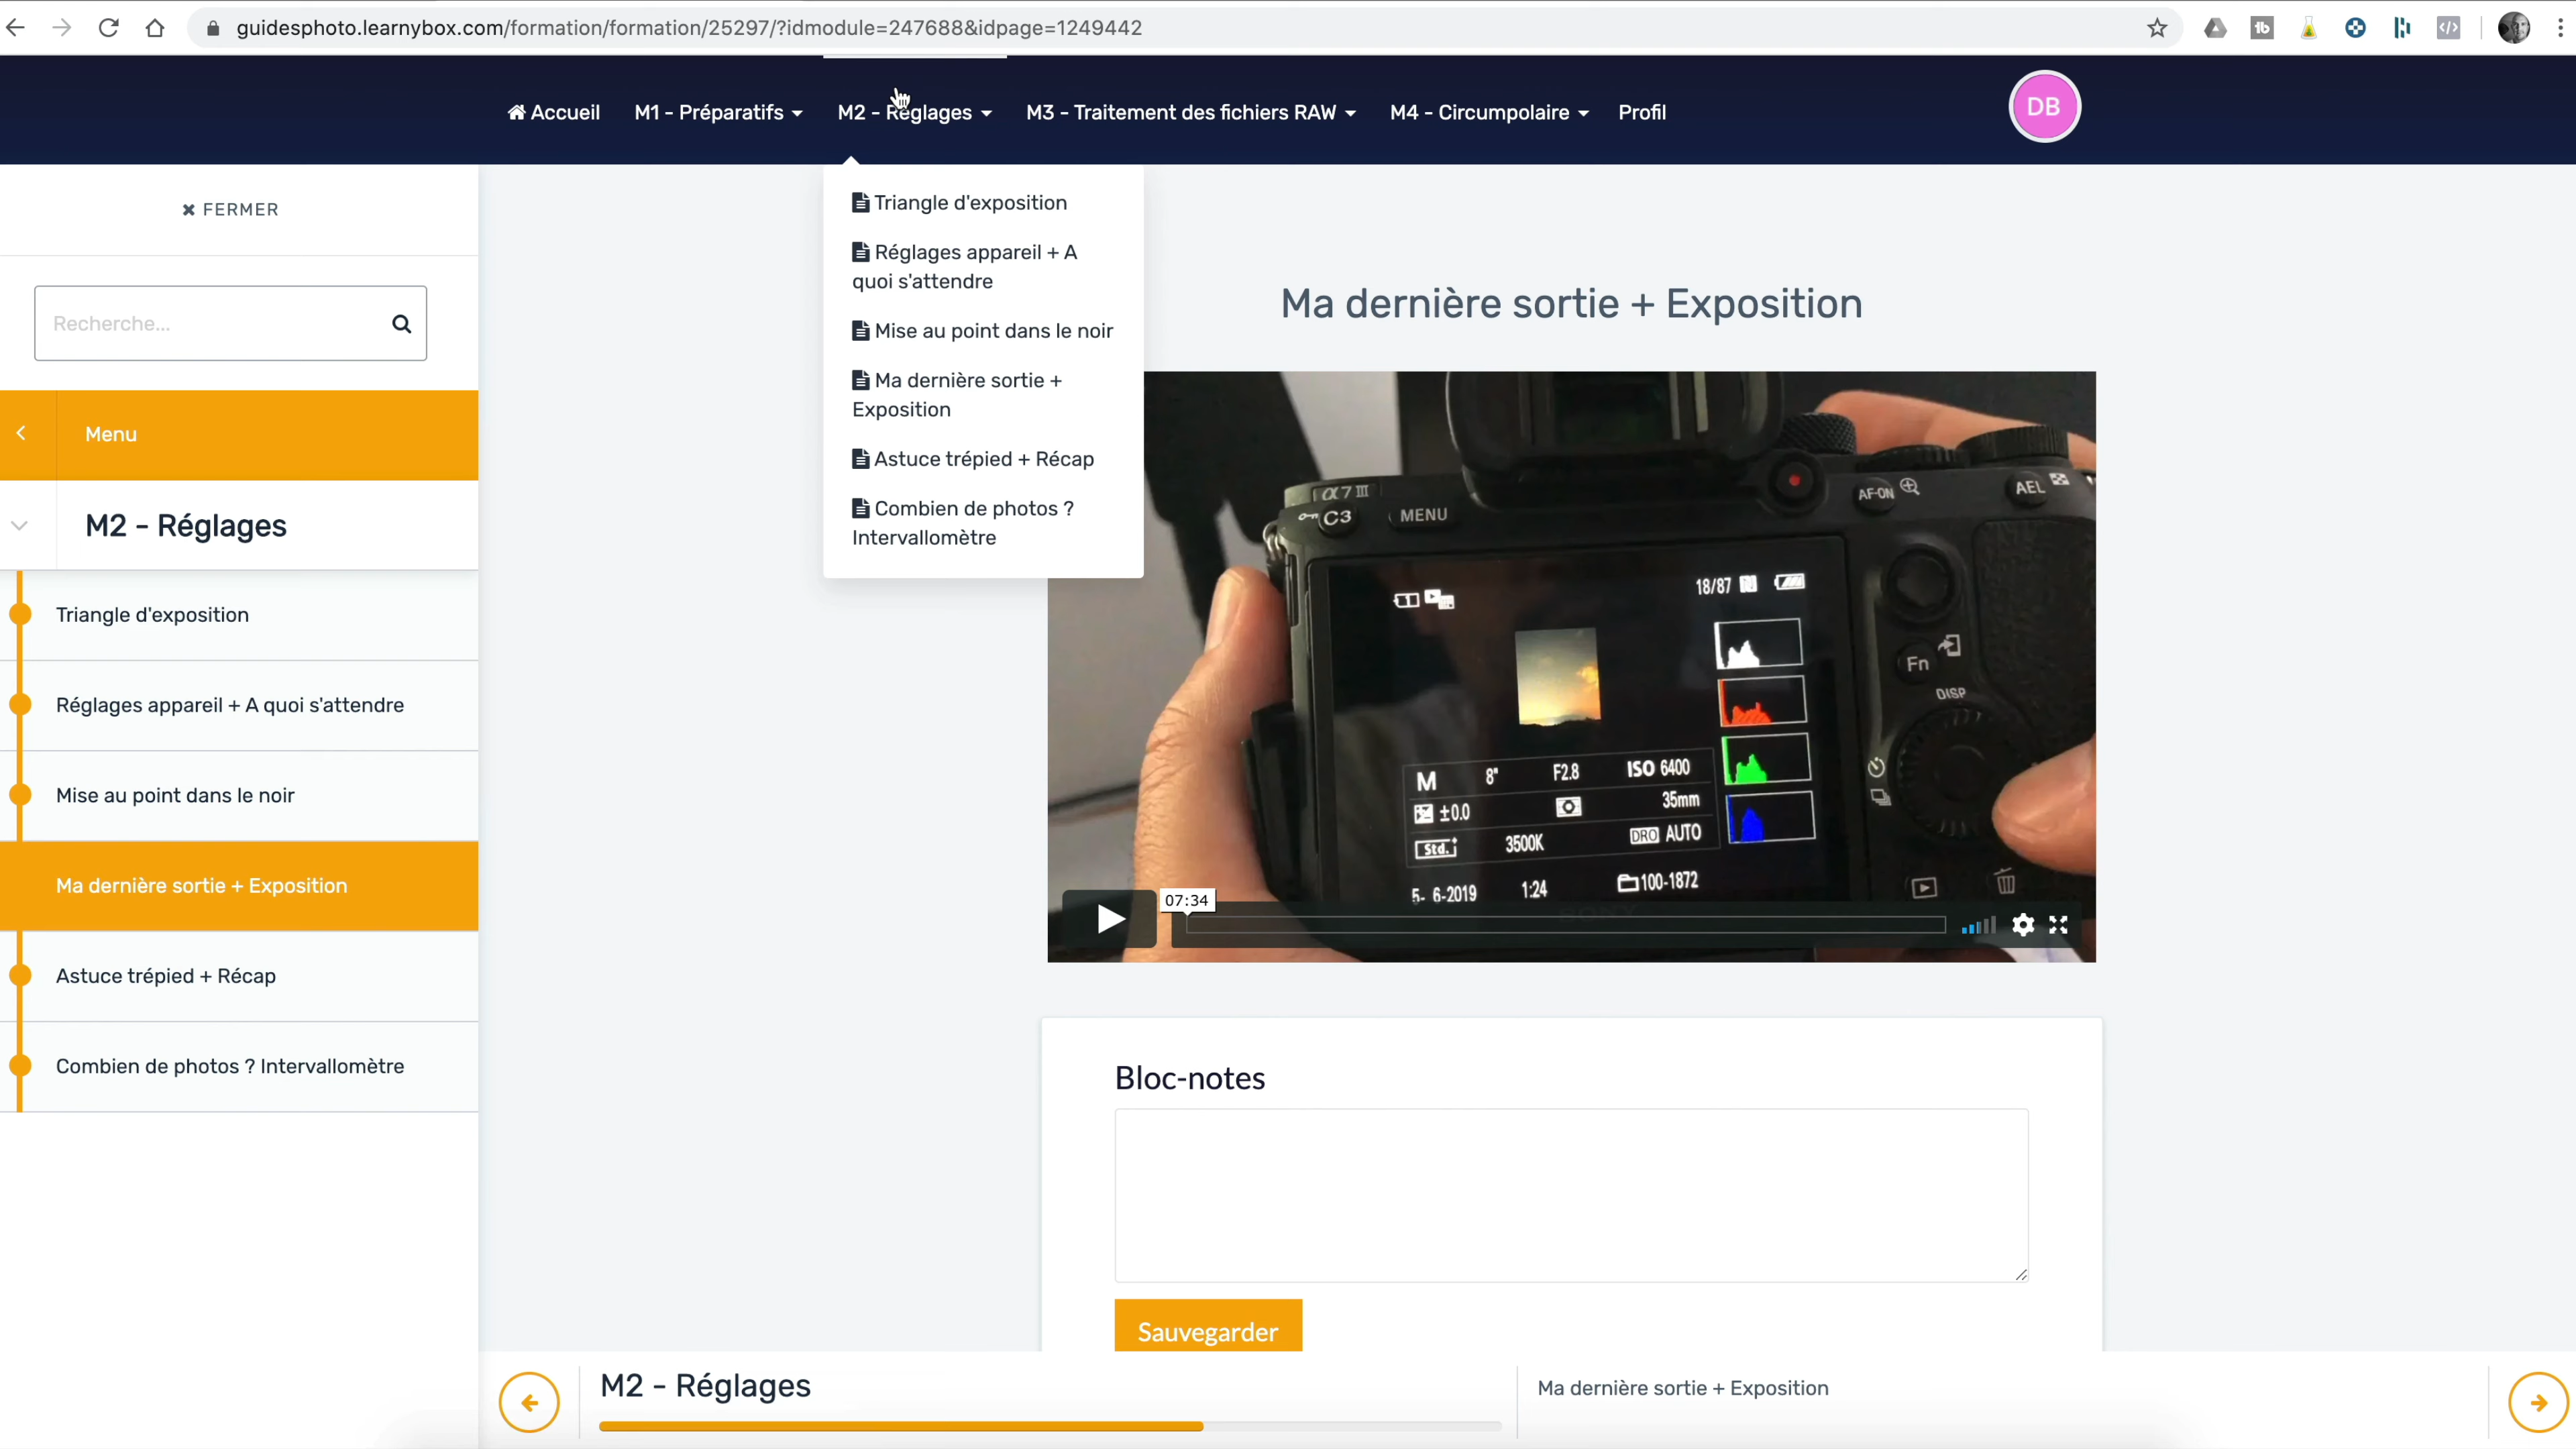 guidesphoto.learnybox.com/formation/formation/25297/?idmodule=247688&idpage=1249442
Accueil
M1 - Préparatifs
M2 - Réglages
M3 - Traitement des fichiers RAW
M4 - Circumpolaire
Profil
DB
Triangle d'exposition
Réglages appareil + A
quoi s'attendre
Mise au point dans le noir
Ma dernière sortie +
Exposition
Astuce trépied + Récap
Combien de photos ?
Intervallomètre
FERMER
Recherche...
Menu
M2 - Réglages
Triangle d'exposition
Réglages appareil + A quoi s'attendre
Mise au point dans le noir
Ma dernière sortie + Exposition
Astuce trépied + Récap
Combien de photos ? Intervallomètre
Ma dernière sortie + Exposition
α7III
C3
MENU
AF-ON
AEL
18/87
Fn
DISP
M 8" F2.8 ISO 6400
±0.0 35mm
Std. 3500K DRO AUTO
5- 6-2019 1:24 100-1872
SONY
07:34
Bloc-notes
Sauvegarder
M2 - Réglages
Ma dernière sortie + Exposition